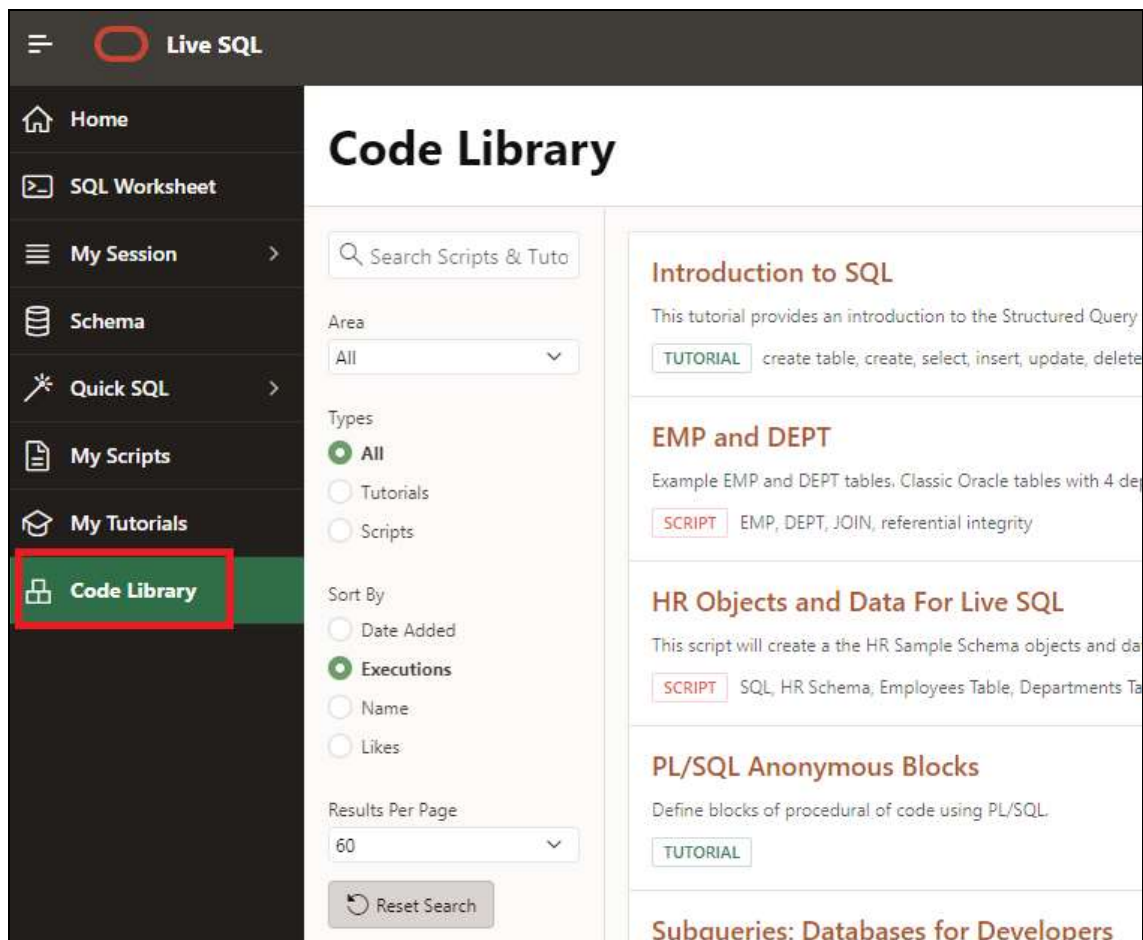 Live SQL
Home
SQL Worksheet
My Session
Schema
Quick SQL
My Scripts
My Tutorials
Code Library
Code Library
Search Scripts & Tuto
Area
All
Types
All
Tutorials
Scripts
Sort By
Date Added
Executions
Name
Likes
Results Per Page
60
Reset Search
Introduction to SQL
This tutorial provides an introduction to the Structured Query
TUTORIAL create table, create, select, insert, update, delete
EMP and DEPT
Example EMP and DEPT tables. Classic Oracle tables with 4 de
SCRIPT EMP, DEPT, JOIN, referential integrity
HR Objects and Data For Live SQL
This script will create a the HR Sample Schema objects and da
SCRIPT SQL, HR Schema, Employees Table, Departments Ta
PL/SQL Anonymous Blocks
Define blocks of procedural of code using PL/SQL.
TUTORIAL
Subqueries: Databases for Developers